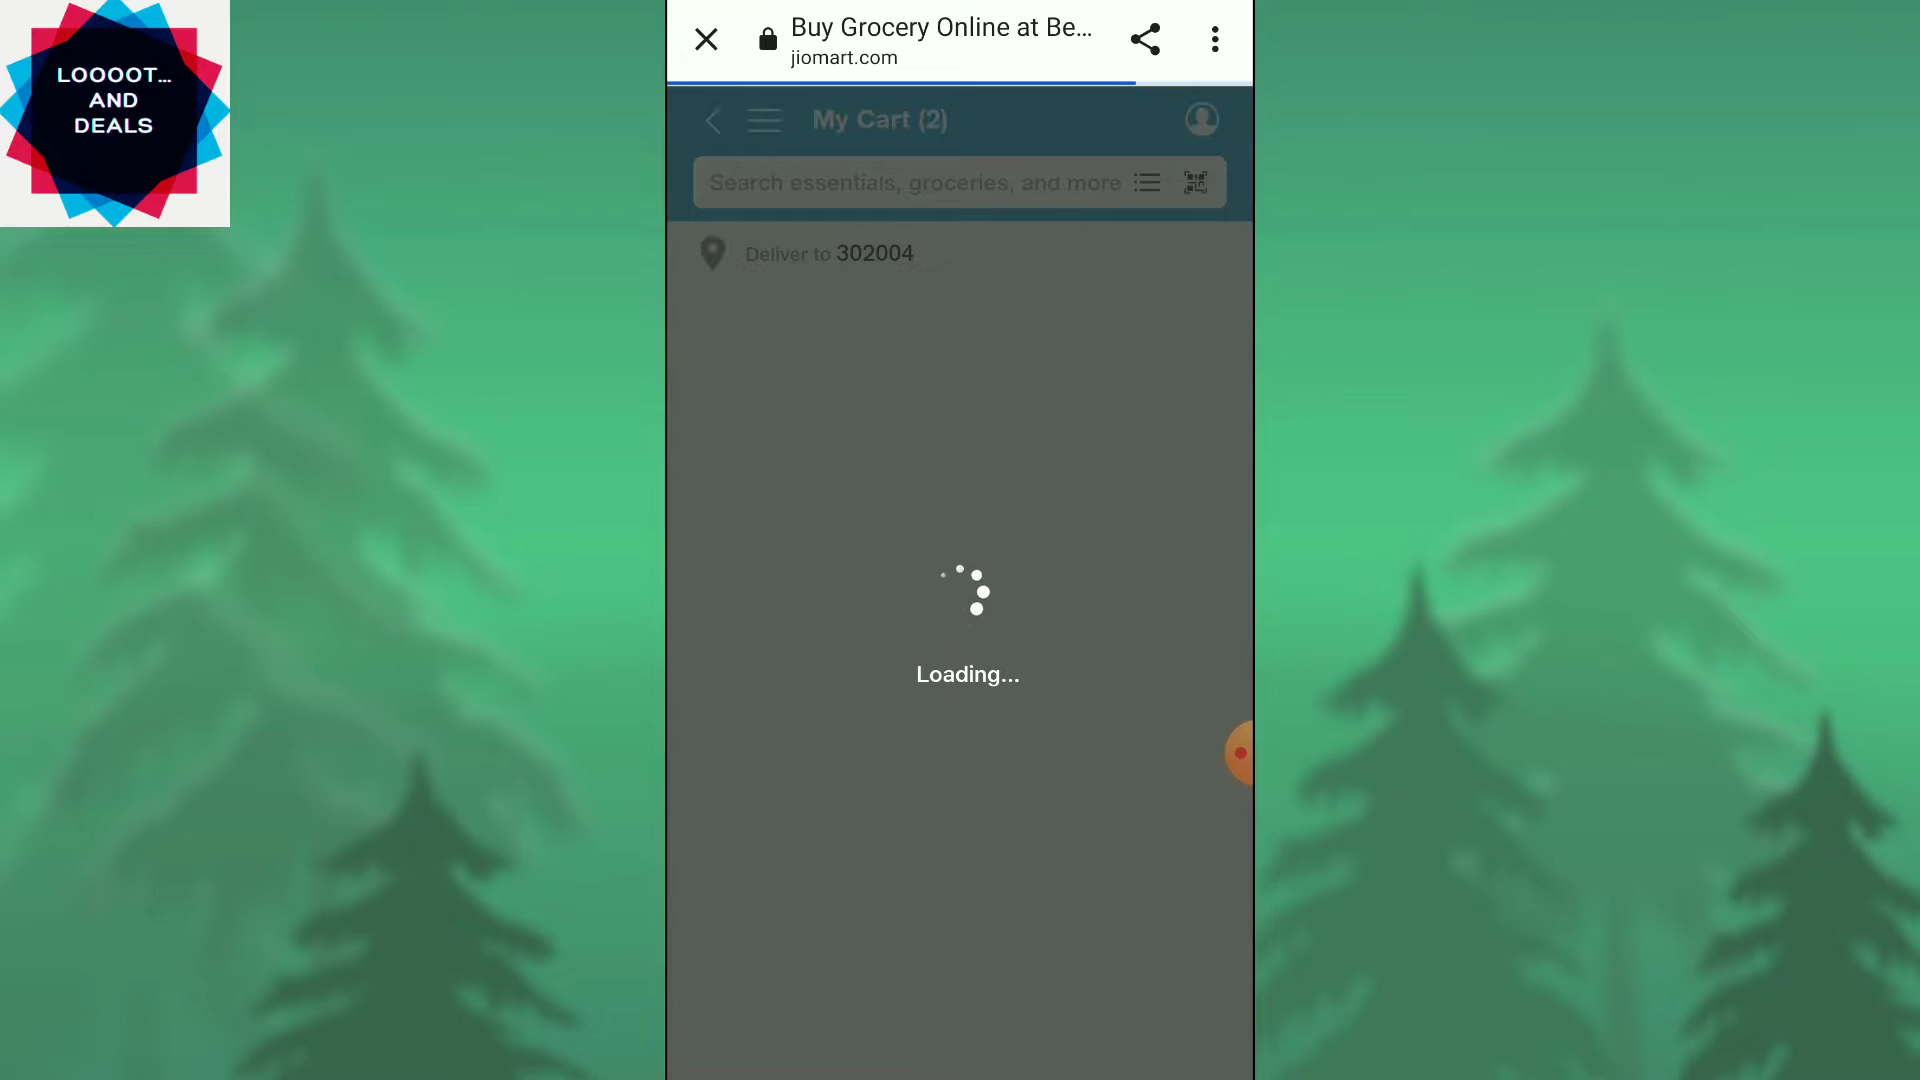 LOOOOT...
AND
DEALS
Buy Grocery Online at Be...
jiomart.com
My Cart (2)
Search essentials, groceries, and more
Deliver to 302004
Loading...